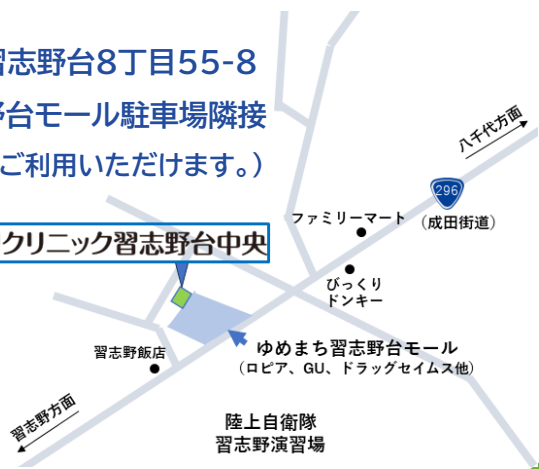 習志野台8丁目55-8
野台モール駐車場隣接
ご利用いただけます。)
クリニック習志野台中央
八千代方面
296
(成田街道)
ファミリーマート
びっくり
ドンキー
ゆめまち習志野台モール
(ロピア、GU、ドラッグセイムス他)
習志野飯店
習志野方面
陸上自衛隊
習志野演習場